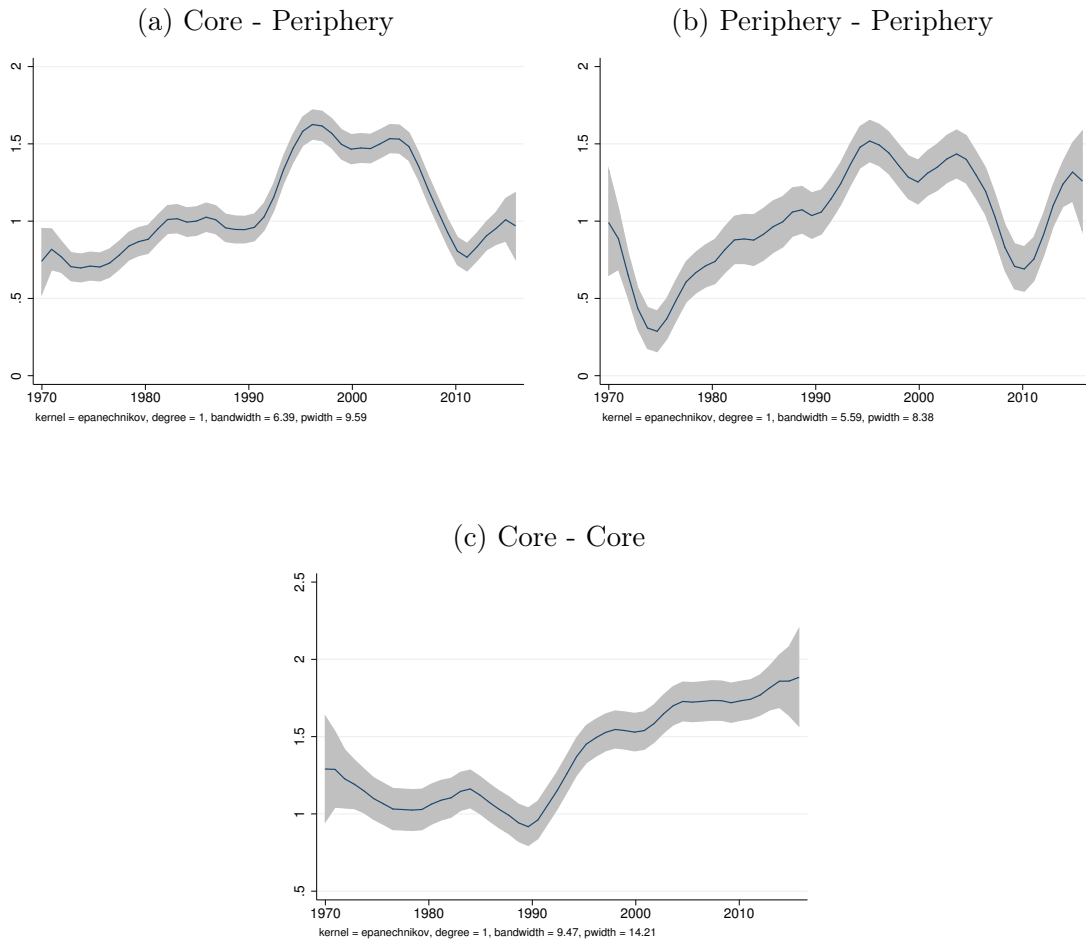 (a) Core - Periphery
2
1.5
1
.5
0
1970 1980 1990 2000 2010
kernel = epanechnikov, degree = 1, bandwidth = 6.39, pwidth = 9.59
(b) Periphery - Periphery
2
1.5
1
.5
0
1970 1980 1990 2000 2010
kernel = epanechnikov, degree = 1, bandwidth = 5.59, pwidth = 8.38
(c) Core - Core
2.5
2
1.5
1
.5
1970 1980 1990 2000 2010
kernel = epanechnikov, degree = 1, bandwidth = 9.47, pwidth = 14.21